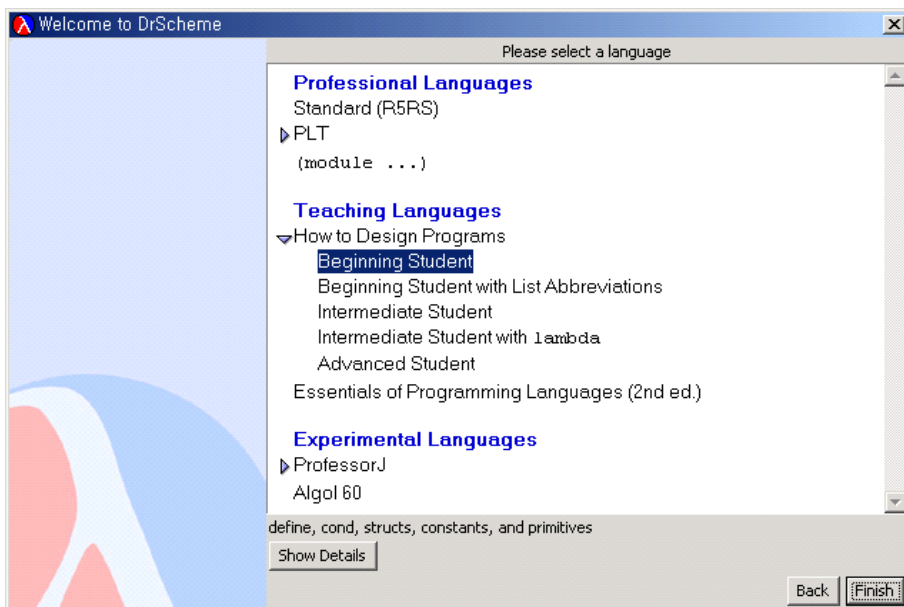 Welcome to DrScheme
Please select a language
Professional Languages
Standard (R5RS)
PLT
(module ...)
Teaching Languages
How to Design Programs
Beginning Student
Beginning Student with List Abbreviations
Intermediate Student
Intermediate Student with lambda
Advanced Student
Essentials of Programming Languages (2nd ed.)
Experimental Languages
ProfessorJ
Algol 60
define, cond, structs, constants, and primitives
Show Details
Back Finish